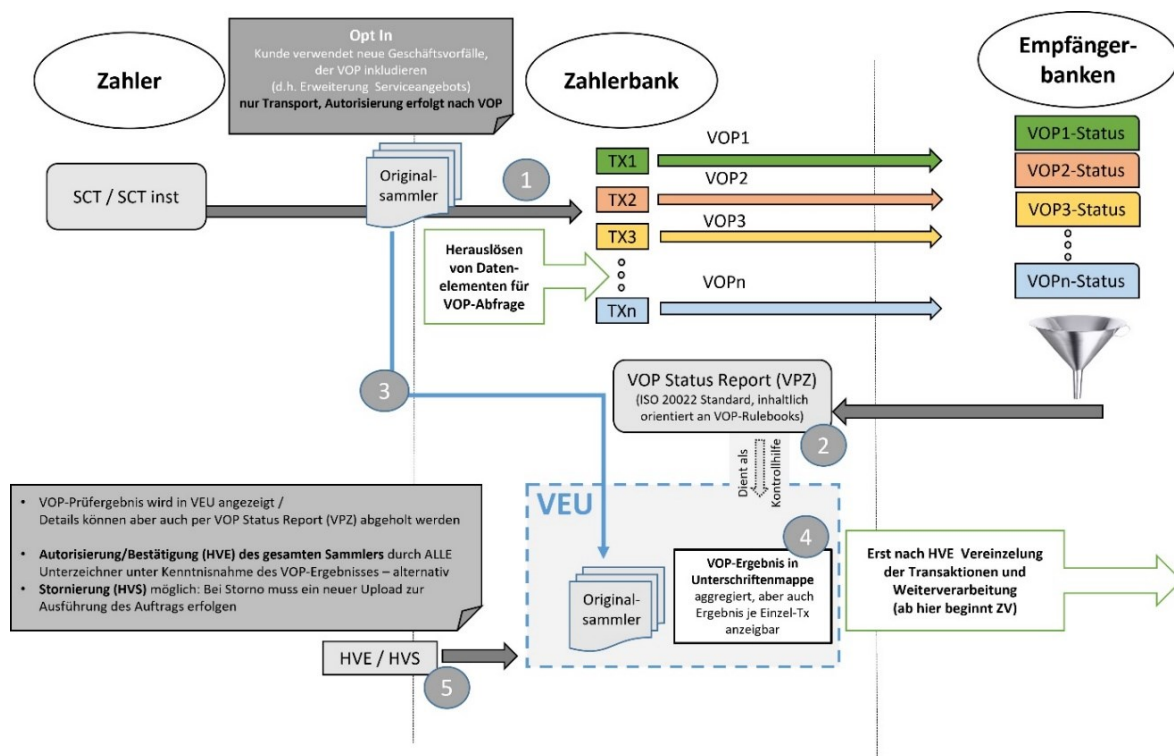 Opt In
Kunde verwendet neue Geschäftsvorfälle,
der VOP inkludieren
(d.h. Erweiterung Serviceangebots)
nur Transport, Autorisierung erfolgt nach VOP
Zahler
Zahlerbank
Empfänger-
banken
SCT / SCT inst
Original-
sammler
1
TX1
VOP1
VOP1-Status
TX2
VOP2
VOP2-Status
TX3
VOP3
VOP3-Status
TXn
VOPn
VOPn-Status
Herauslösen
von Daten-
elementen für
VOP-Abfrage
3
VOP Status Report (VPZ)
(ISO 20022 Standard, inhaltlich
orientiert an VOP-Rulebooks)
2
Dient als
Kontrollhilfe
• VOP-Prüfergebnis wird in VEU angezeigt /
Details können aber auch per VOP Status Report (VPZ) abgeholt werden
• Autorisierung/Bestätigung (HVE) des gesamten Sammlers durch ALLE
Unterzeichner unter Kenntnisnahme des VOP-Ergebnisses – alternativ
• Stornierung (HVS) möglich: Bei Storno muss ein neuer Upload zur
Ausführung des Auftrags erfolgen
VEU
Original-
sammler
4
VOP-Ergebnis in
Unterschriftenmappe
aggregiert, aber auch
Ergebnis je Einzel-Tx
anzeigbar
Erst nach HVE Vereinzelung
der Transaktionen und
Weiterverarbeitung
(ab hier beginnt ZV)
HVE / HVS
5